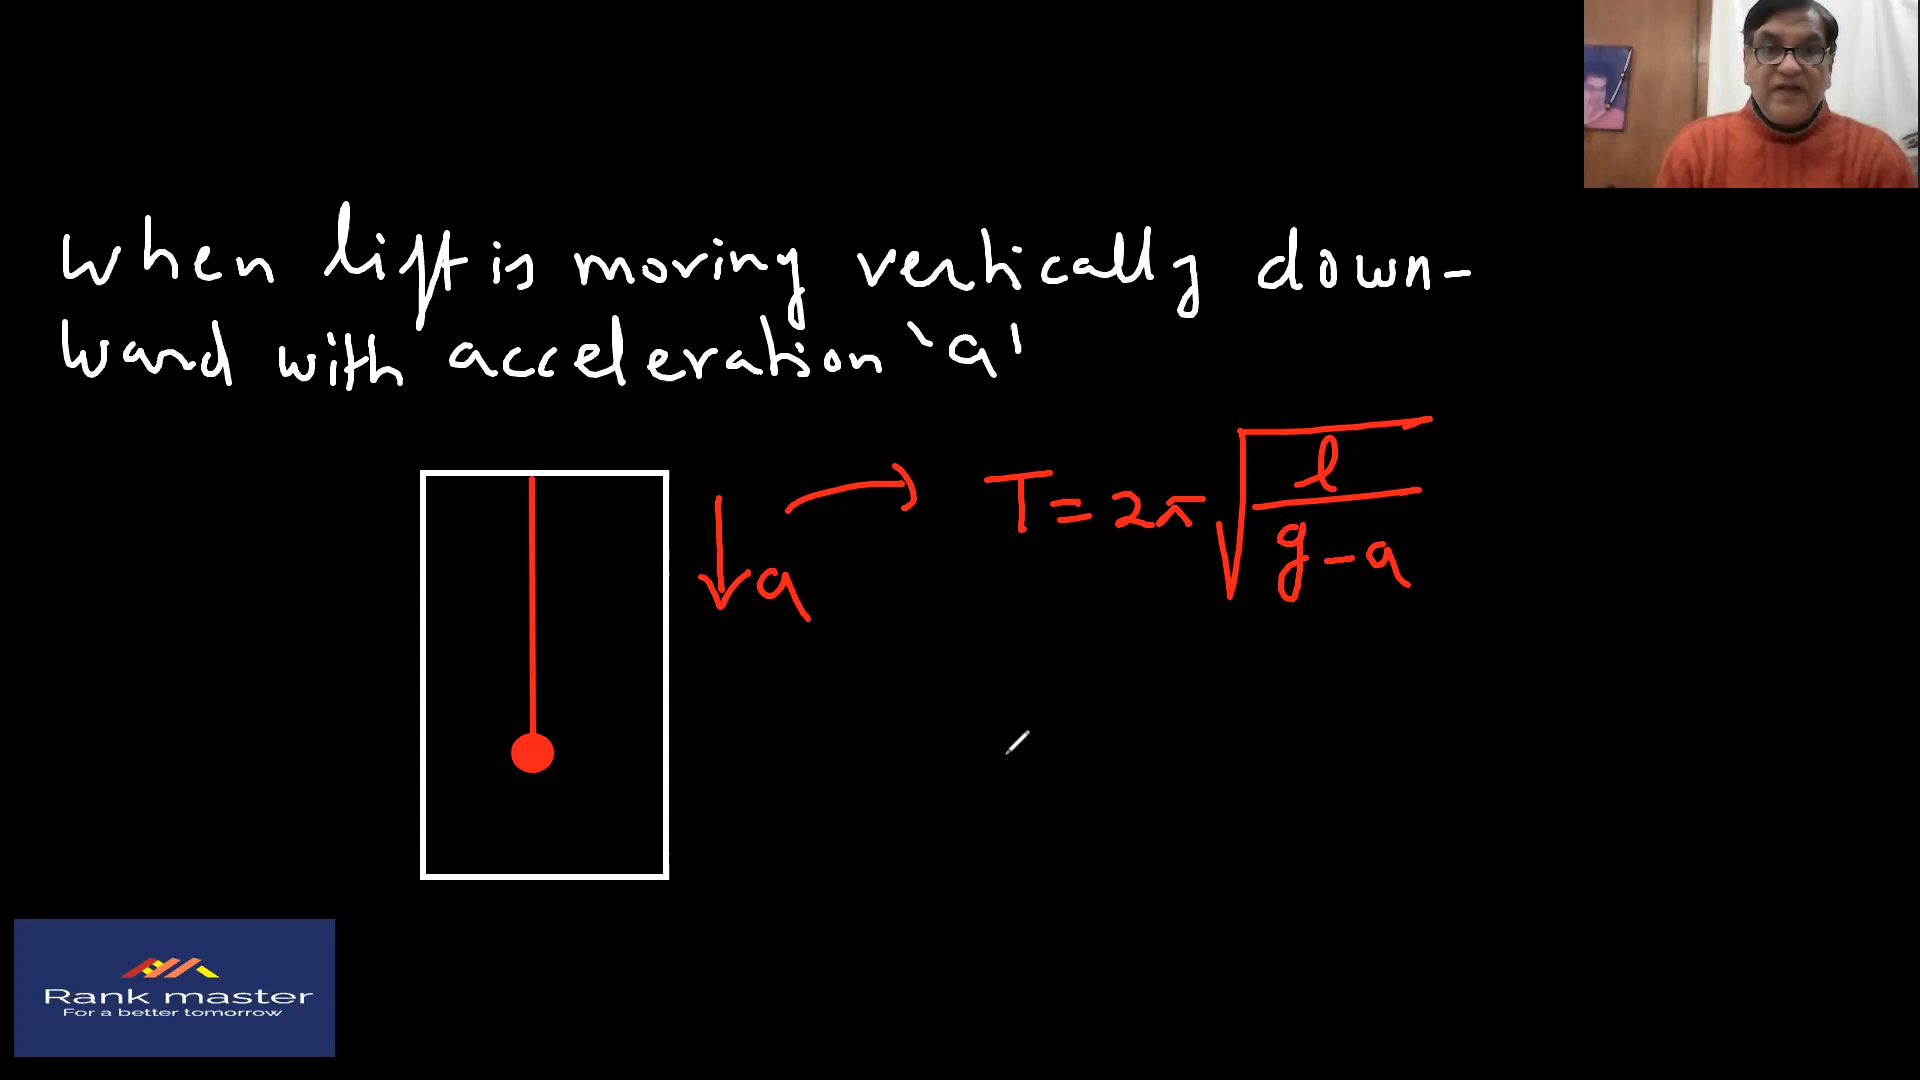 When lift is moving vertically down-
ward with acceleration 'a'
a
T = 2π√(l/(g-a))
Rank master
For a better tomorrow